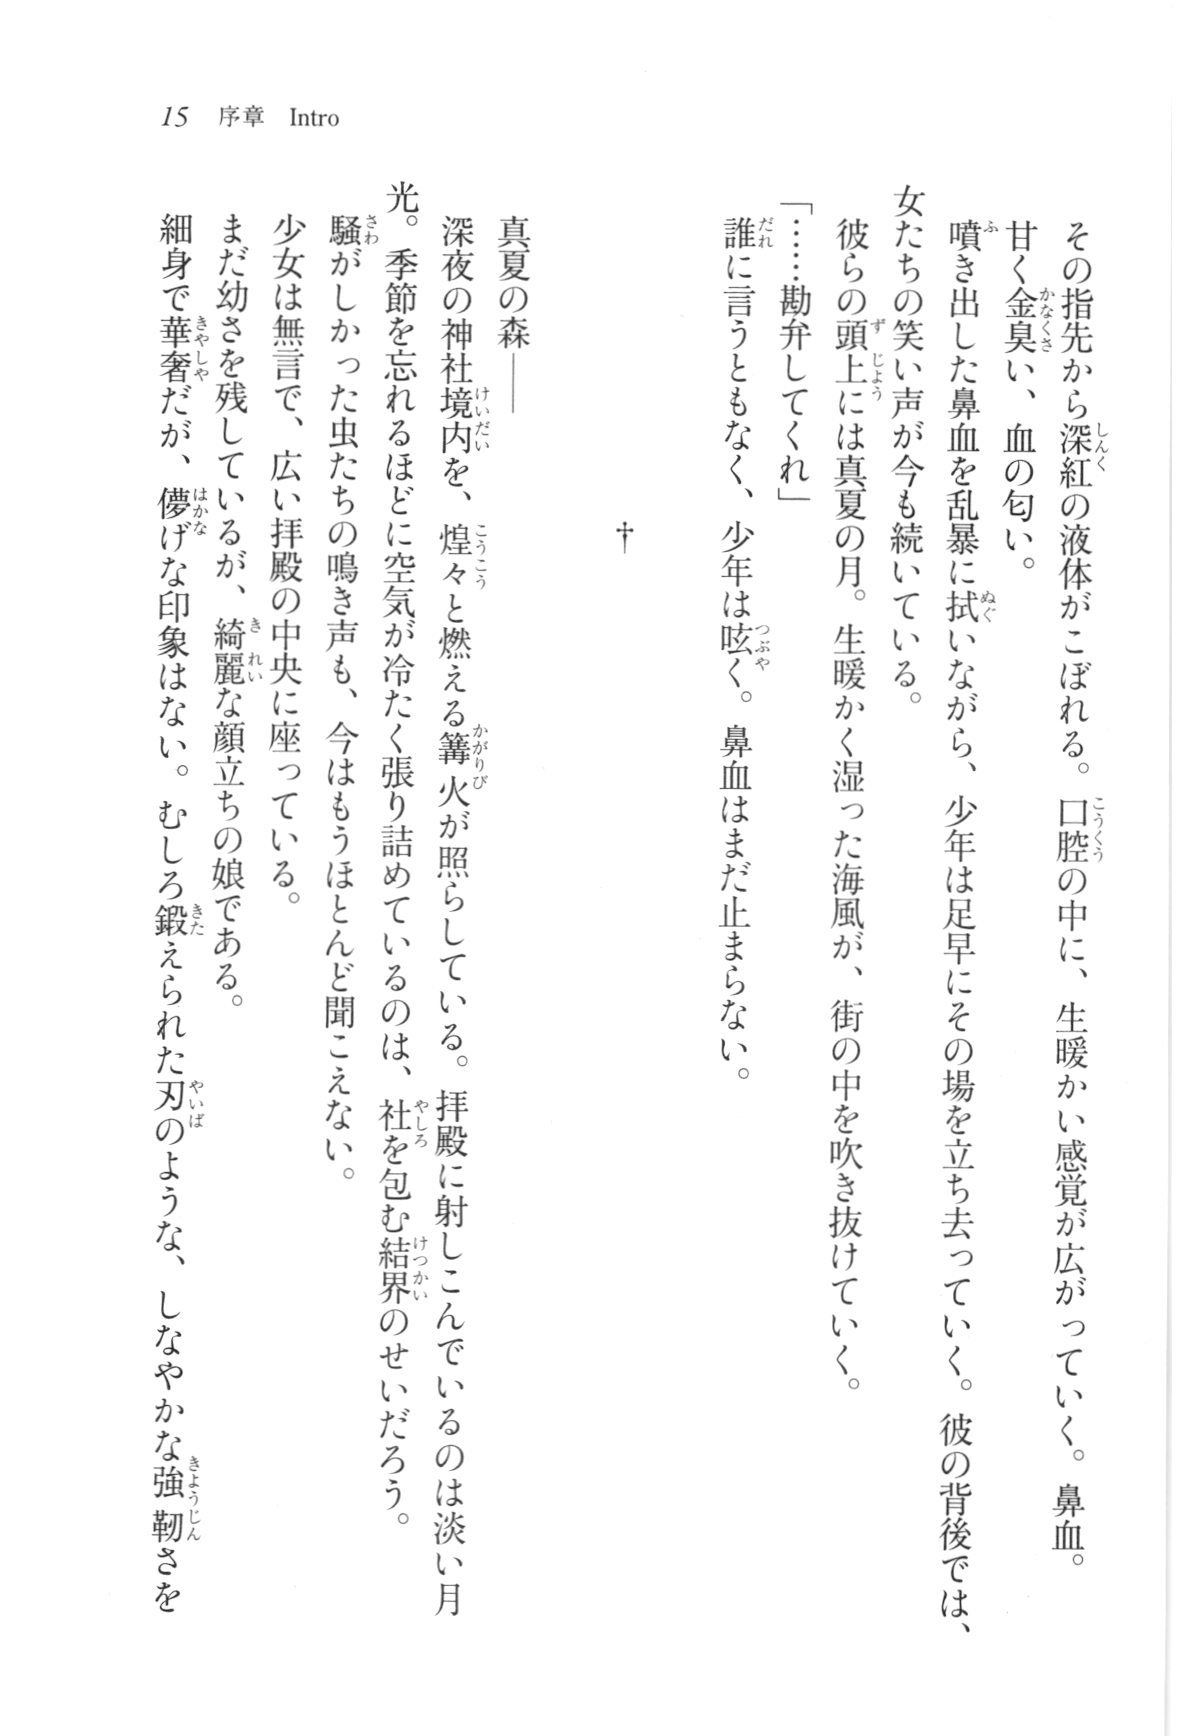 15 序章 Intro
その指先から深紅の液体がこぼれる。口腔の中に、生暖かい感覚が広がっていく。鼻血。
甘く金臭い、血の匂い。
噴き出した鼻血を乱暴に拭いながら、少年は足早にその場を立ち去っていく。彼の背後では、
女たちの笑い声が今も続いている。
彼らの頭上には真夏の月。生暖かく湿った海風が、街の中を吹き抜けていく。
「……勘弁してくれ」
誰に言うともなく、少年は呟く。鼻血はまだ止まらない。
†
真夏の森――
深夜の神社境内を、煌々と燃える篝火が照らしている。拝殿に射しこんでいるのは淡い月
光。季節を忘れるほどに空気が冷たく張り詰めているのは、社を包む結界のせいだろう。
騒がしかった虫たちの鳴き声も、今はもうほとんど聞こえない。
少女は無言で、広い拝殿の中央に座っている。
まだ幼さを残しているが、綺麗な顔立ちの娘である。
細身で華奢だが、儚げな印象はない。むしろ鍛えられた刃のような、しなやかな強靭さを